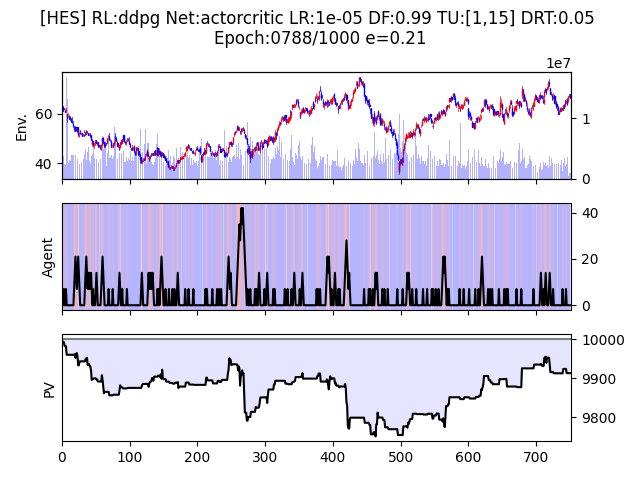 [HES] RL:ddpg Net:actorcritic LR:1e-05 DF:0.99 TU:[1,15] DRT:0.05
Epoch:0788/1000 e=0.21
1e7
Env.
60
40
1
0
Agent
40
20
0
PV
10000
9900
9800
0 100 200 300 400 500 600 700